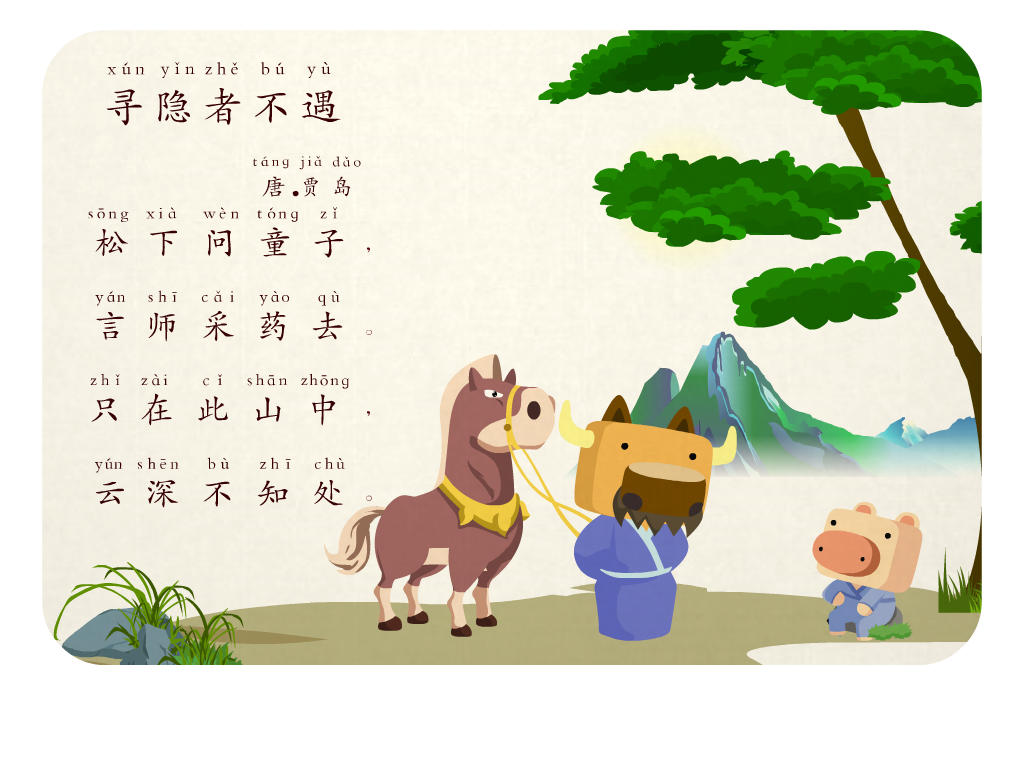 xún yǐn zhě bú yù
寻隐者不遇
táng jiǎ dǎo
唐·贾岛
sōng xià wèn tóng zǐ
松下问童子，
yán shī cǎi yào qù
言师采药去。
zhǐ zài cǐ shān zhōng
只在此山中，
yún shēn bù zhī chù
云深不知处。